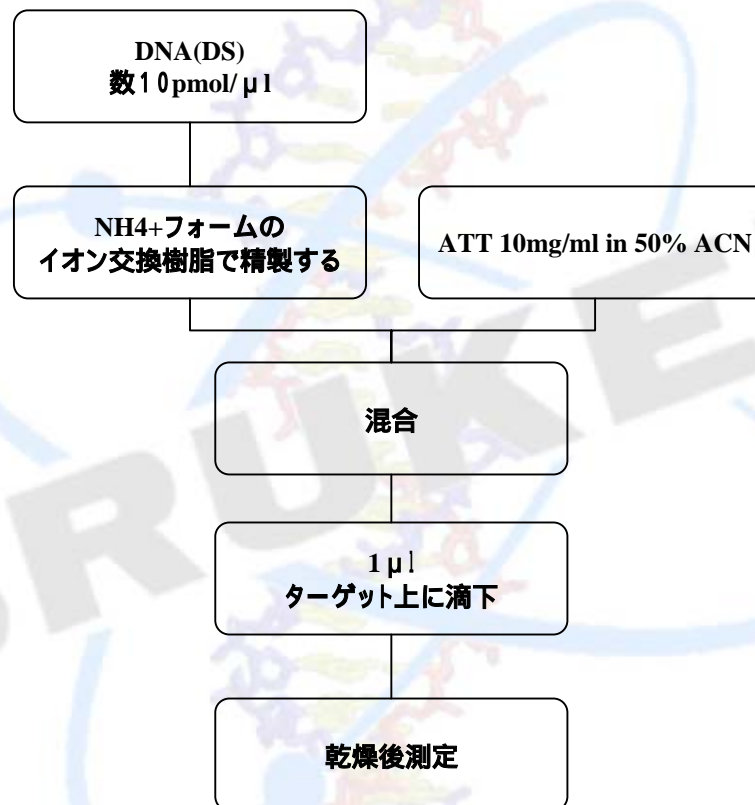 DNA(DS)
数10pmol/μl
NH4+フォームの
イオン交換樹脂で精製する
ATT 10mg/ml in 50% ACN
混合
1μl
ターゲット上に滴下
乾燥後測定
RUKE